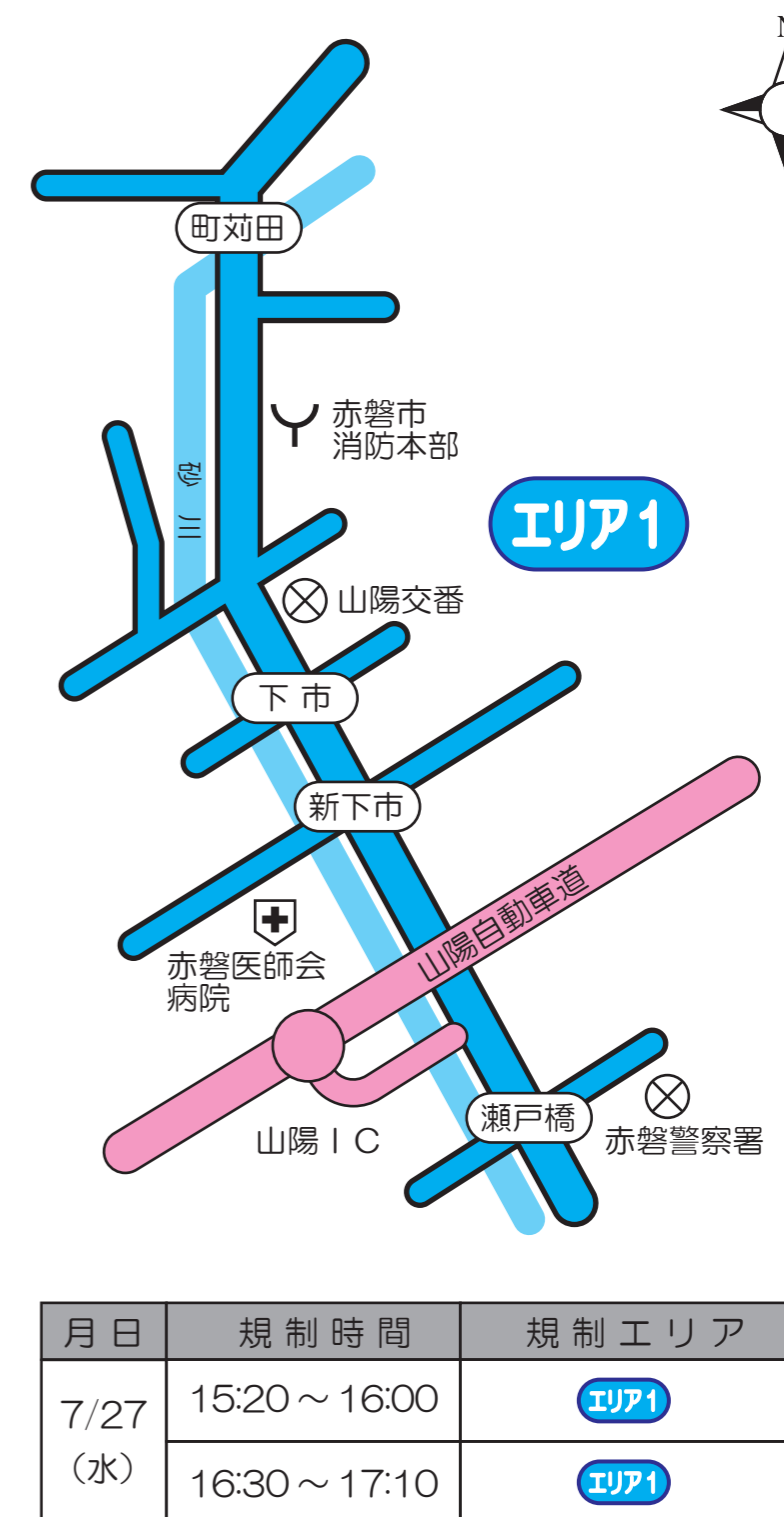 N
町苅田
赤磐市
消防本部
砂川
エリア1
山陽交番
下市
新下市
山陽自動車道
赤磐医師会
病院
山陽IC
瀬戸橋
赤磐警察署
月日 規制時間 規制エリア
7/27
(水)
15:20～16:00 エリア1
16:30～17:10 エリア1